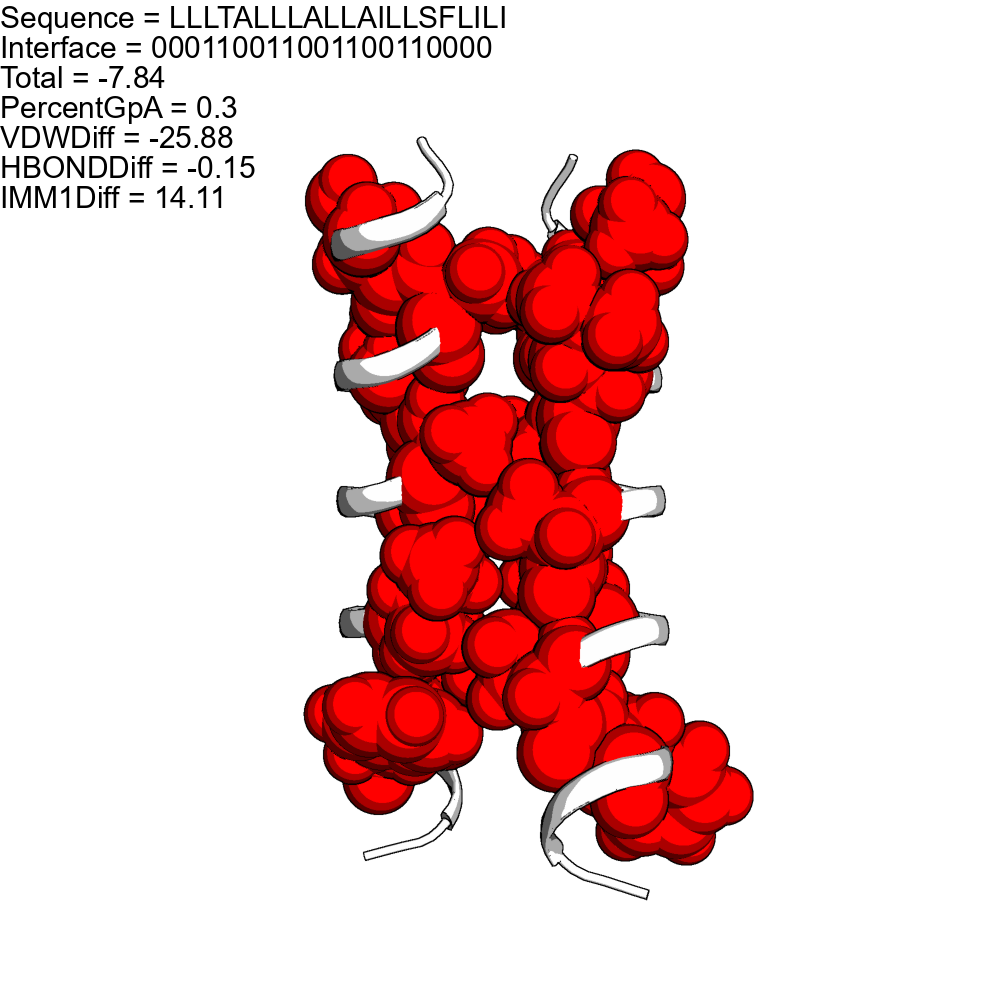 Sequence = LLLTALLLALLAILLSFLILI
Interface = 000110011001100110000
Total = -7.84
PercentGpA = 0.3
VDWDiff = -25.88
HBONDDiff = -0.15
IMM1Diff = 14.11